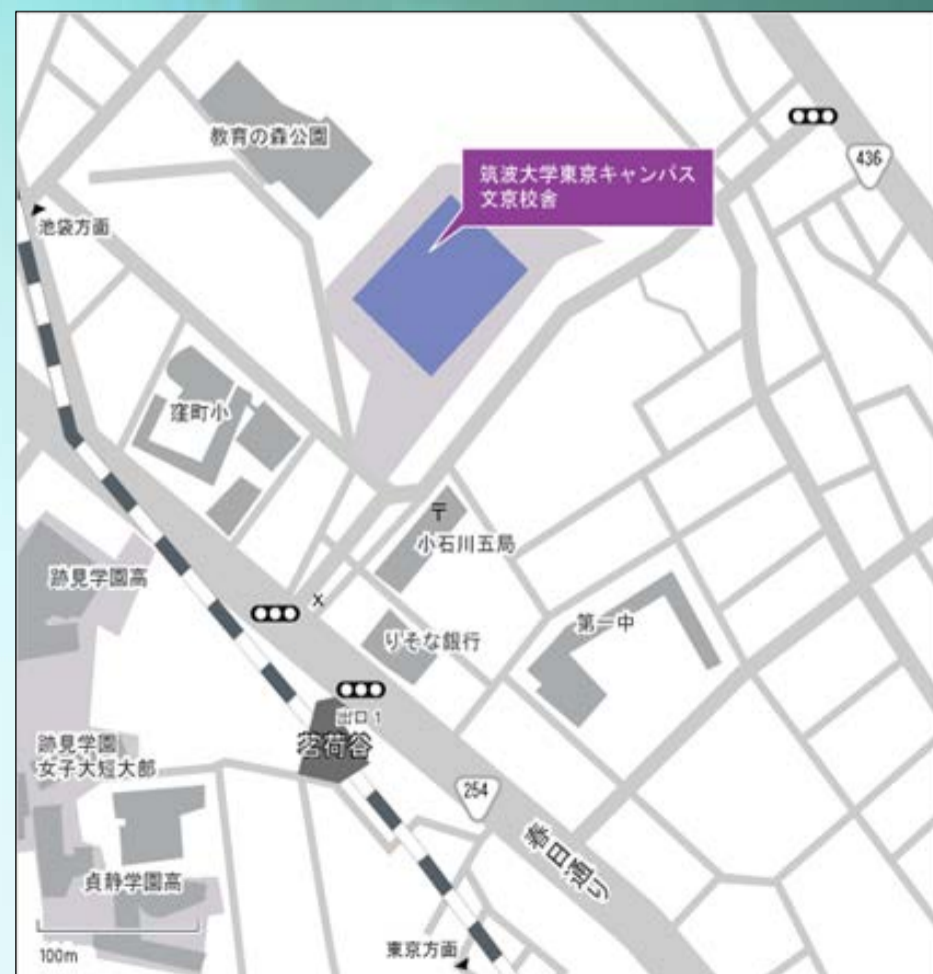 教育の森公園
筑波大学東京キャンパス
文京校舎
436
池袋方面
窪町小
〒
小石川五局
跡見学園高
X
りそな銀行
第一中
出口1
茗荷谷
跡見学園
女子大短大部
254
春日通り
貞静学園高
東京方面
100m